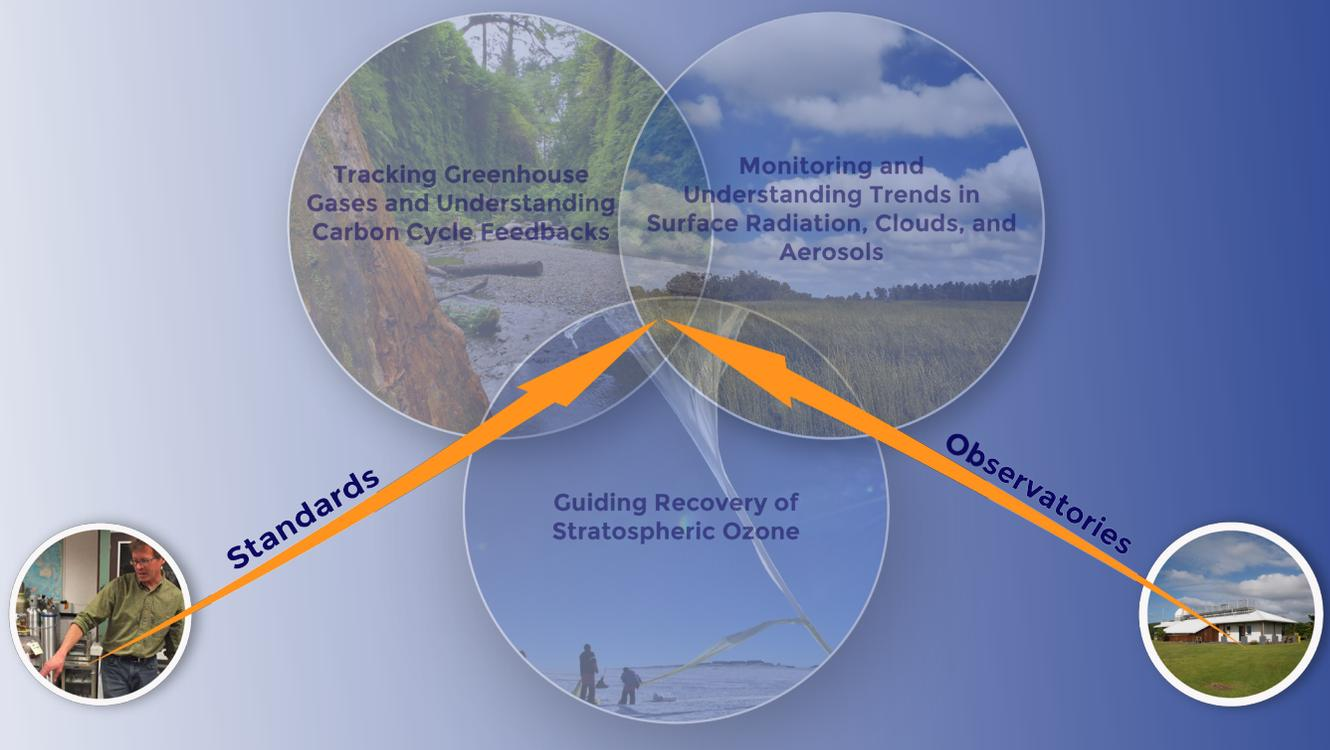 Tracking Greenhouse
Gases and Understanding
Carbon Cycle Feedbacks
Monitoring and
Understanding Trends in
Surface Radiation, Clouds, and
Aerosols
Standards
Observatories
Guiding Recovery of
Stratospheric Ozone